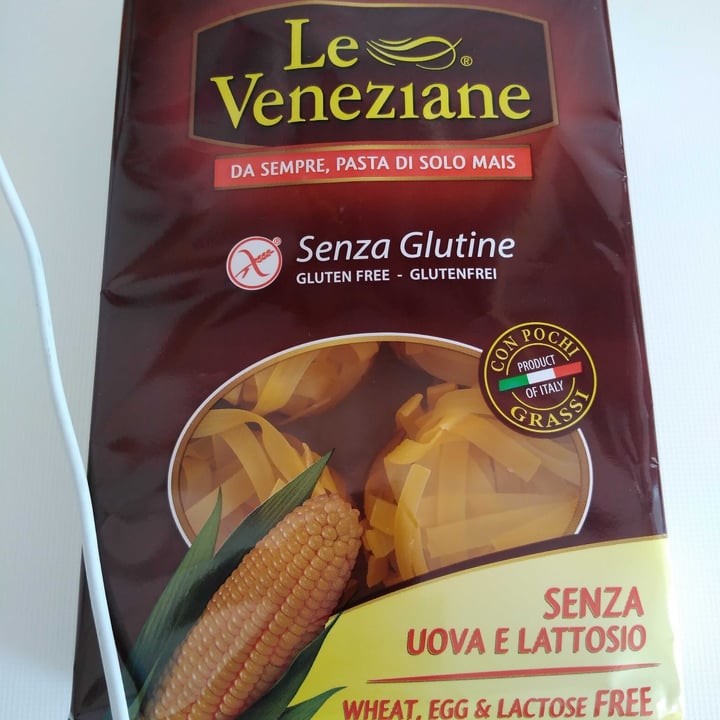 Le
®
Veneziane
DA SEMPRE, PASTA DI SOLO MAIS
®
Senza Glutine
GLUTEN FREE - GLUTENFREI
CON POCHI
PRODUCT
OF ITALY
GRASSI
SENZA
UOVA E LATTOSIO
WHEAT, EGG & LACTOSE FREE